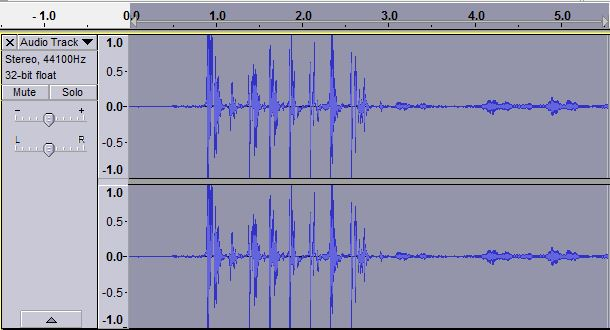 - 1.0 0.0 1.0 2.0 3.0 4.0 5.0
X Audio Track ▼
Stereo, 44100Hz
32-bit float
Mute Solo
- +
L R
1.0
0.5
0.0
-0.5
-1.0
1.0
0.5
0.0
-0.5
-1.0